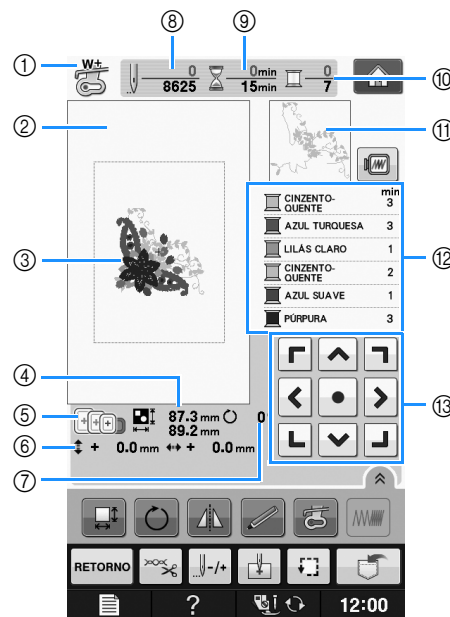 ⑧ ⑨
① W+ 0 0min 0 ⑩
8625 15min 7
② ⑪
min
CINZENTO-
QUENTE 3
AZUL TURQUESA 3
③ LILÁS CLARO 1 ⑫
CINZENTO-
QUENTE 2
AZUL SUAVE 1
PÚRPURA 3
④ ⑬
⑤ 87.3 mm 0
89.2 mm
⑥ + 0.0 mm + 0.0 mm
⑦
RETORNO -/+
? 12:00